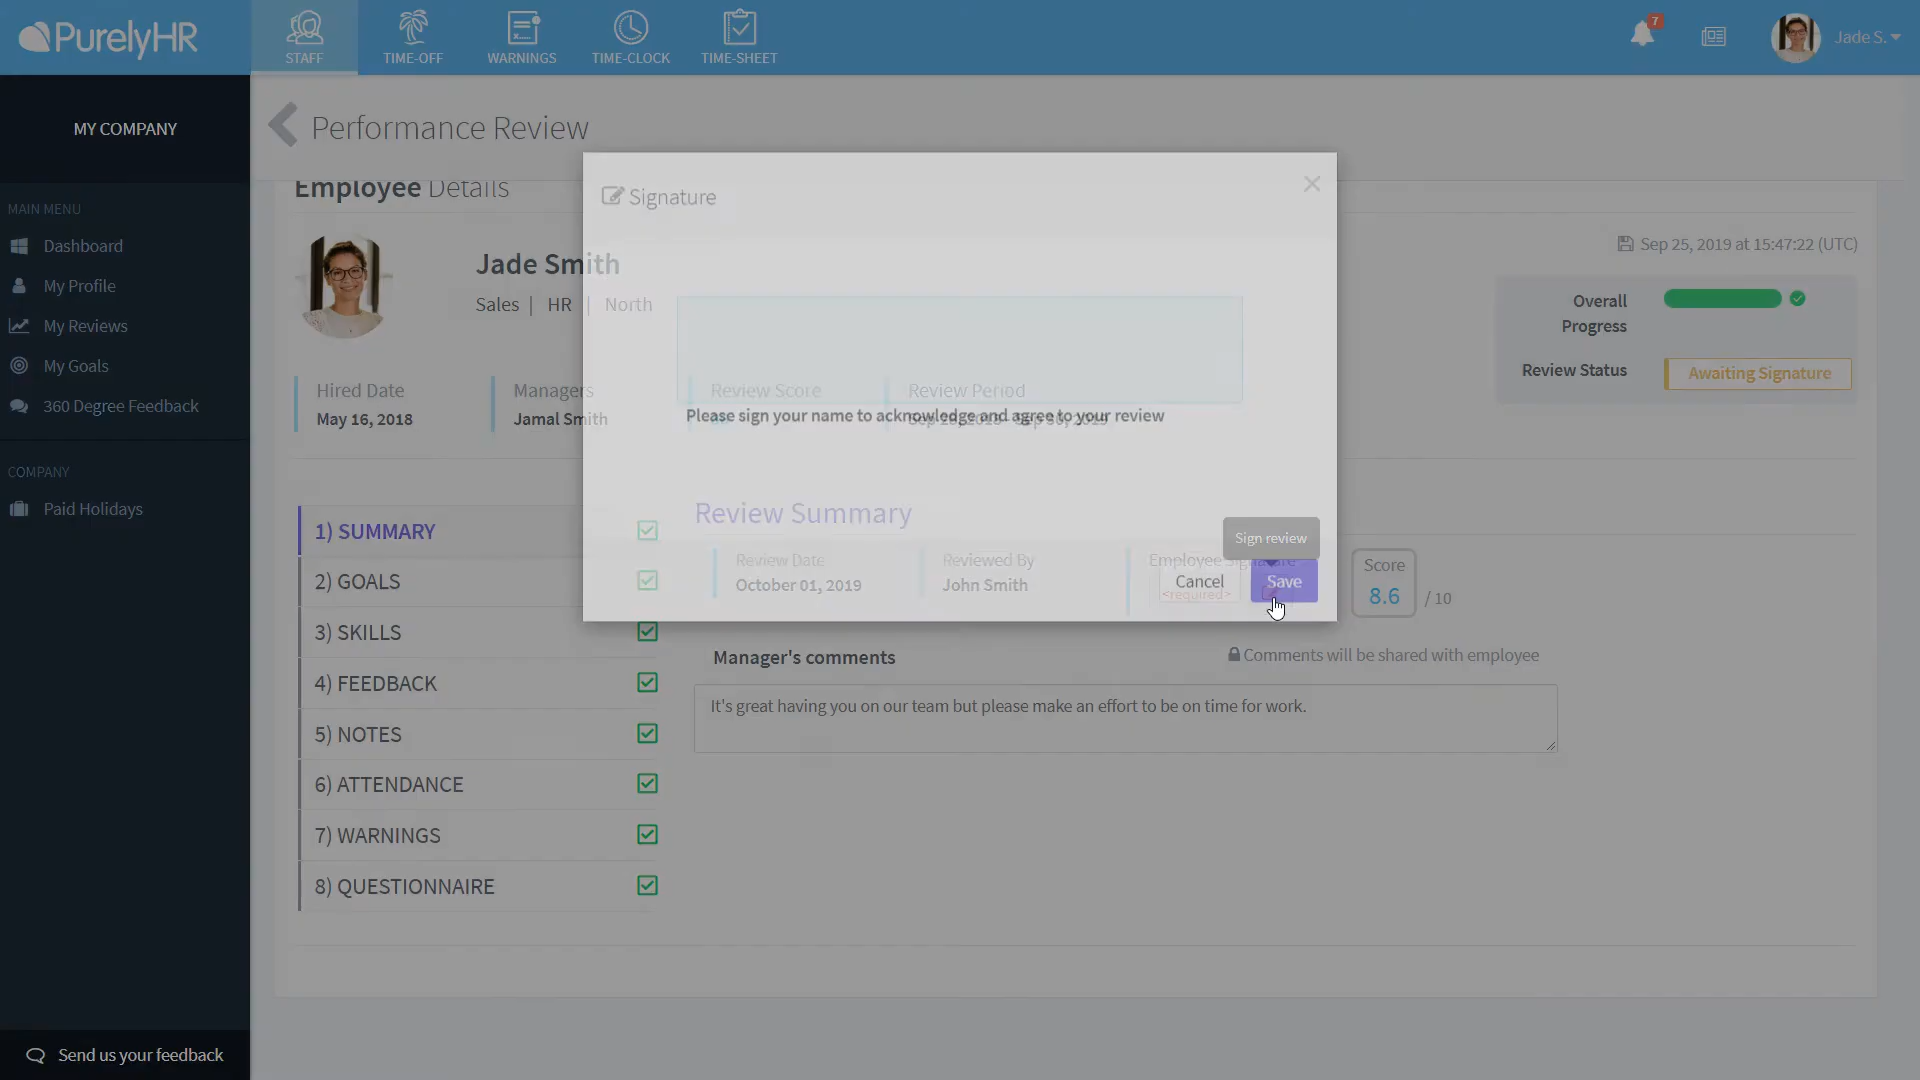 PurelyHR
STAFF
TIME-OFF
WARNINGS
TIME-CLOCK
TIME-SHEET
7
Jade S.
MY COMPANY
Performance Review
MAIN MENU
Dashboard
My Profile
My Reviews
My Goals
360 Degree Feedback
COMPANY
Paid Holidays
Send us your feedback
Employee Details
Jade Smith
Sales | HR | North
Sep 25, 2019 at 15:47:22 (UTC)
Overall
Progress
Review Status
Awaiting Signature
Hired Date
May 16, 2018
Managers
Jamal Smith
Review Score
Review Period
Signature
Please sign your name to acknowledge and agree to your review
Sign review
Cancel
Save
1) SUMMARY
2) GOALS
3) SKILLS
4) FEEDBACK
5) NOTES
6) ATTENDANCE
7) WARNINGS
8) QUESTIONNAIRE
Review Summary
Review Date
October 01, 2019
Reviewed By
John Smith
Employee Signature
<required>
Score
8.6 / 10
Manager's comments
Comments will be shared with employee
It's great having you on our team but please make an effort to be on time for work.